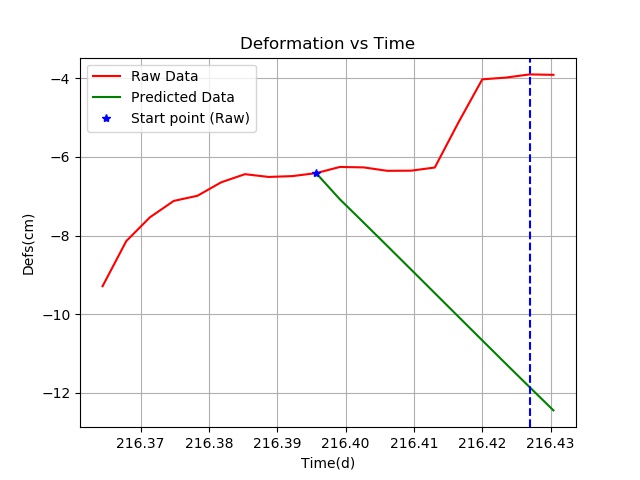 Deformation vs Time
Raw Data
Predicted Data
Start point (Raw)
Defs(cm)
−4
−6
−8
−10
−12
216.37 216.38 216.39 216.40 216.41 216.42 216.43
Time(d)